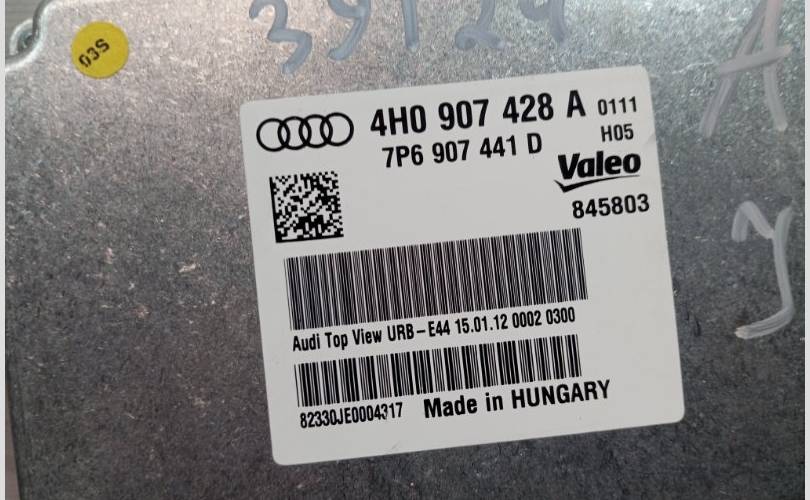 03S
39T24
A
4H0 907 428 A 0111
7P6 907 441 D H05
Valeo
845803
Audi Top View URB-E44 15.01.12 0002 0300
82330JE0004317 Made in HUNGARY